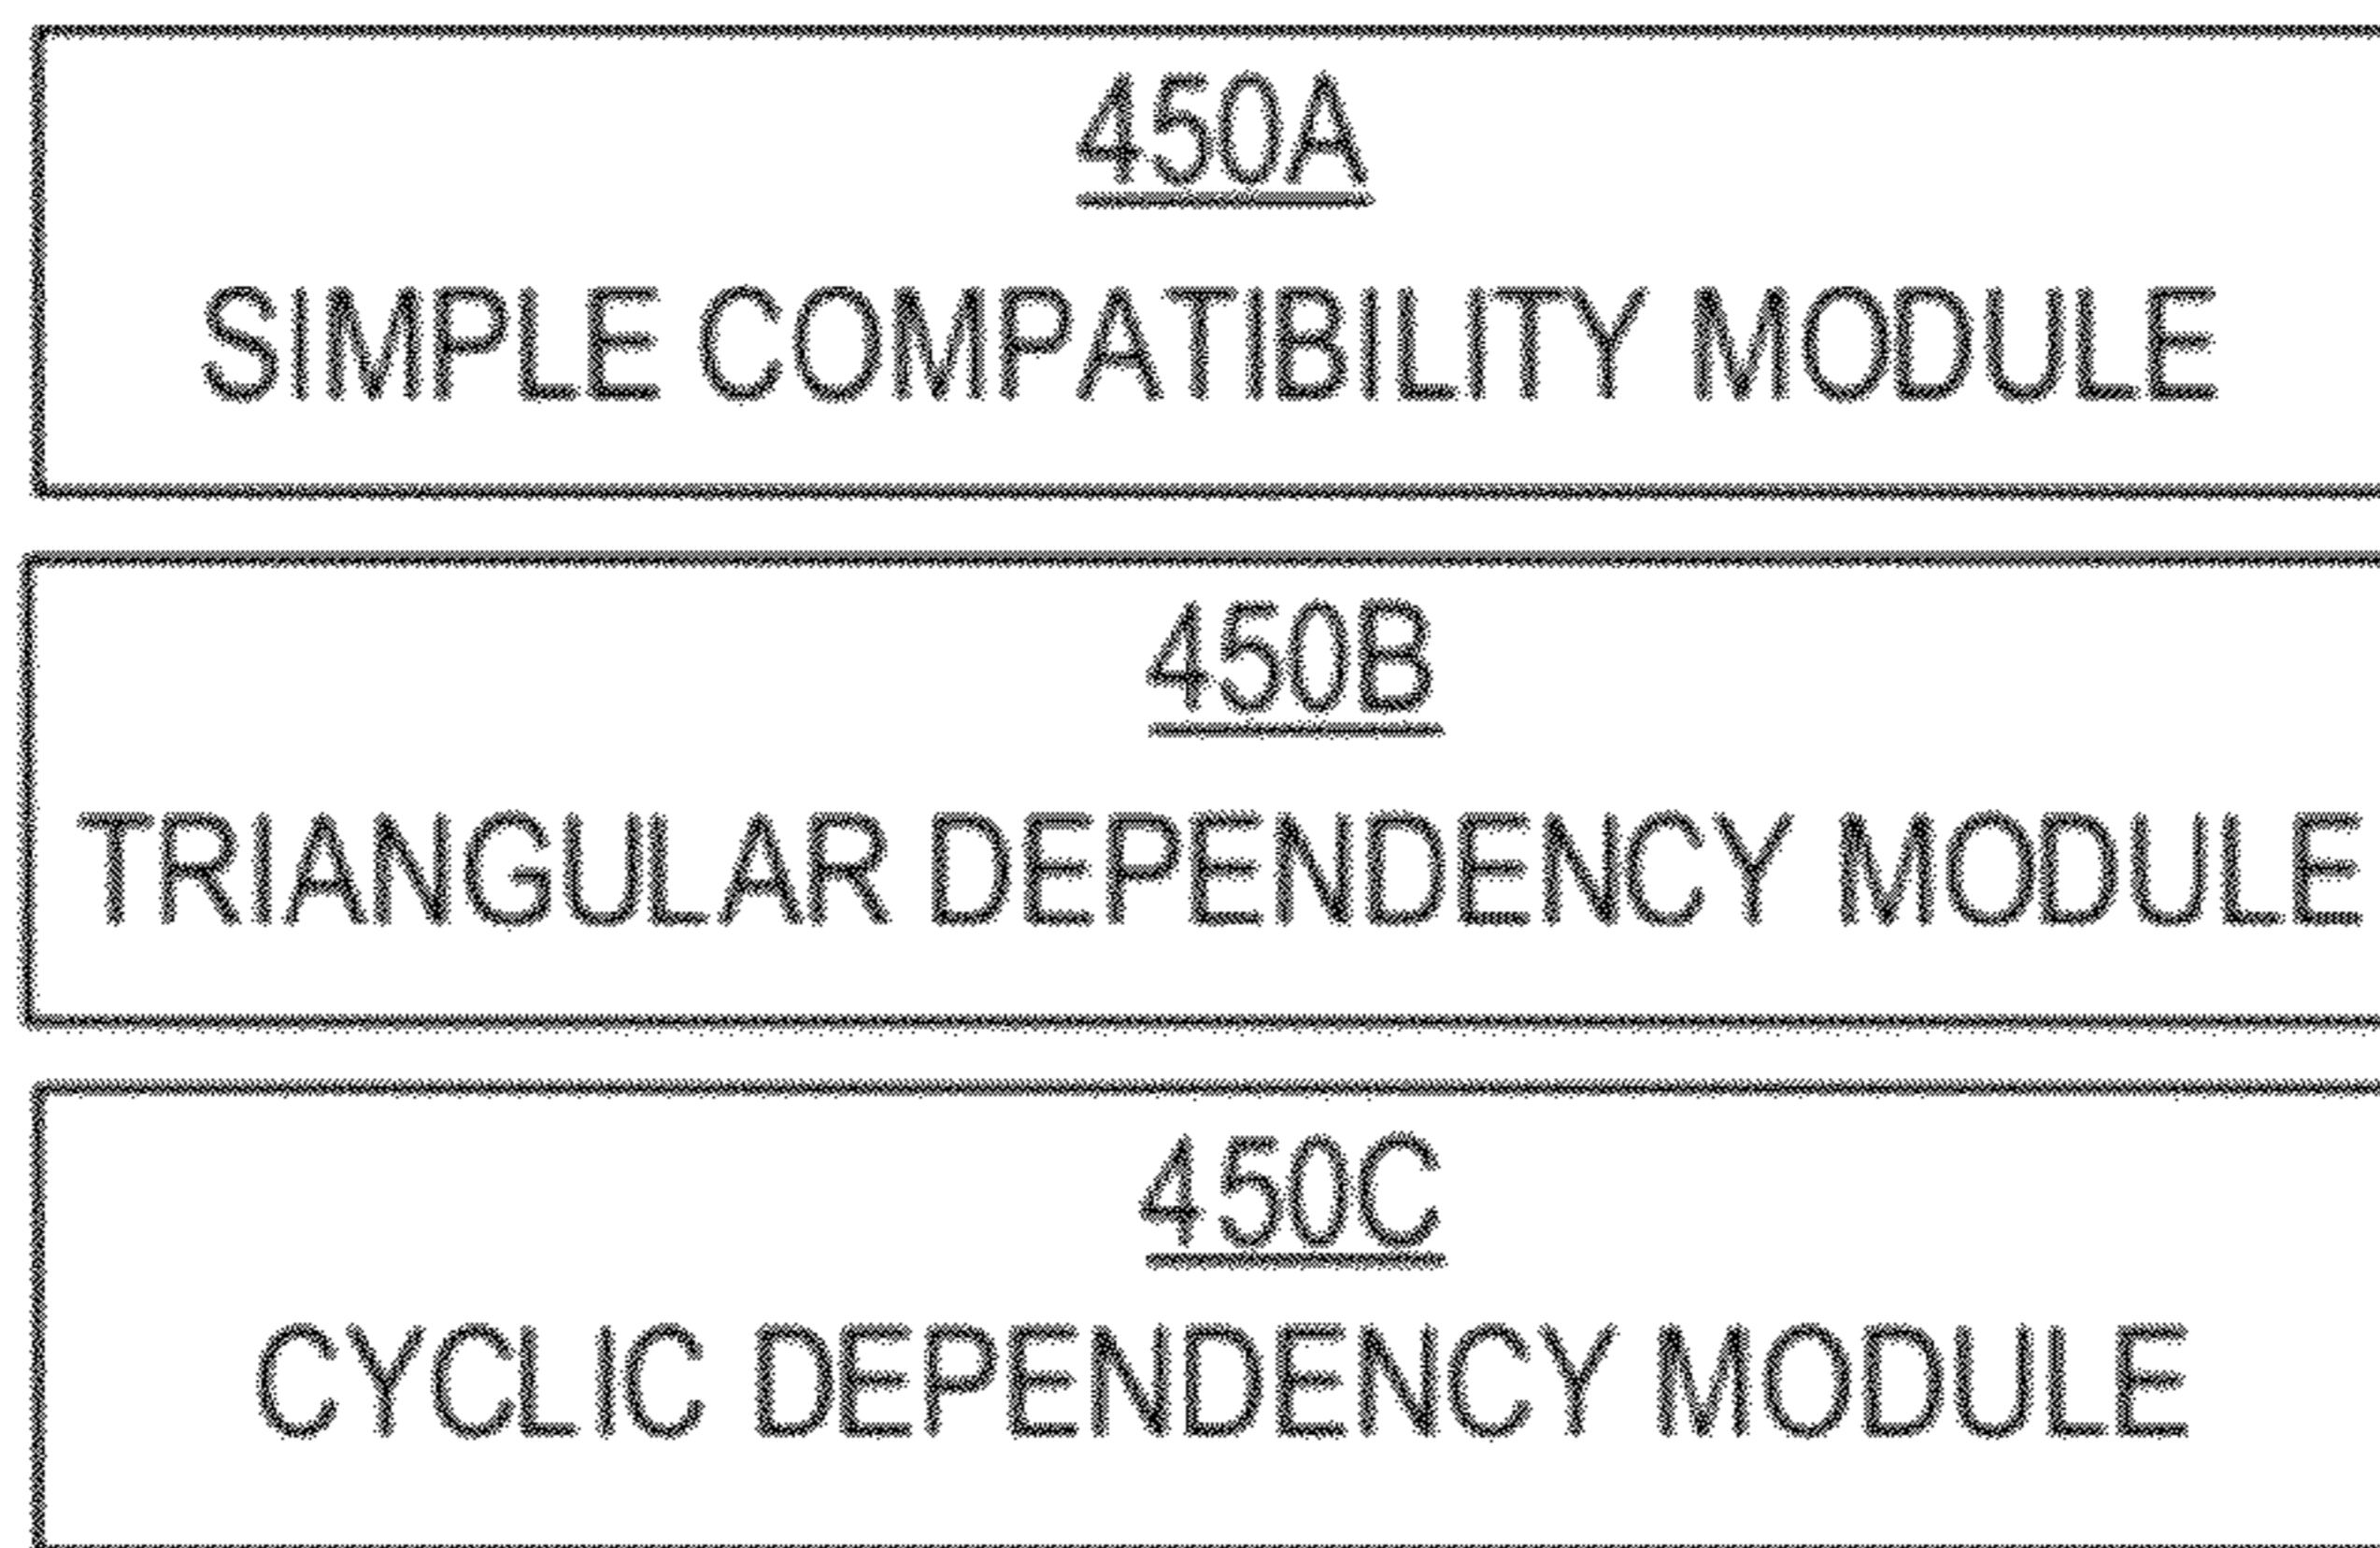 450A
SIMPLE COMPATIBILITY MODULE
450B
TRIANGULAR DEPENDENCY MODULE
450C
CYCLIC DEPENDENCY MODULE